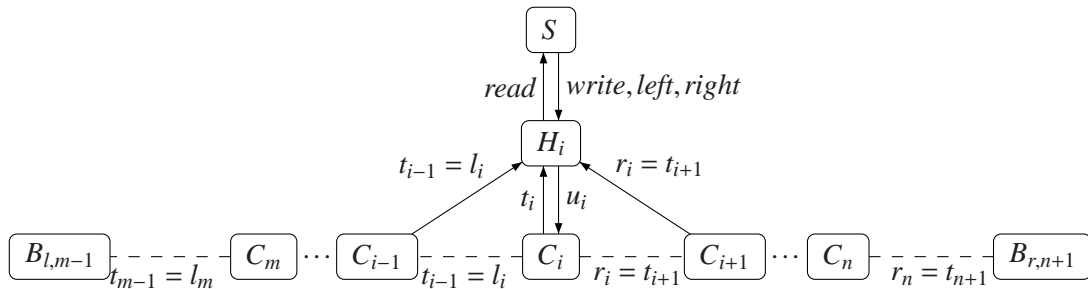 S
read write, left, right
H_i
t_{i−1} = l_i r_i = t_{i+1}
t_i u_i
B_{l,m−1} C_m ⋯ C_{i−1} C_i C_{i+1} ⋯ C_n B_{r,n+1}
t_{m−1} = l_m t_{i−1} = l_i r_i = t_{i+1} r_n = t_{n+1}